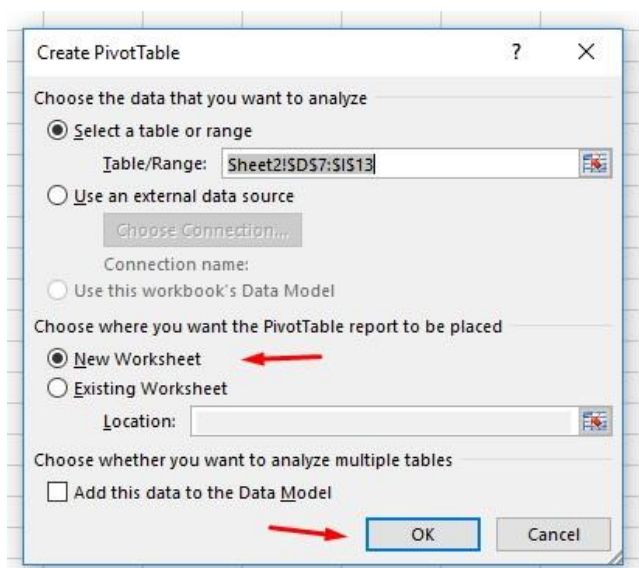 Create PivotTable ? X
Choose the data that you want to analyze
Select a table or range
Table/Range: Sheet2!$D$7:$I$13
Use an external data source
Choose Connection...
Connection name:
Use this workbook's Data Model
Choose where you want the PivotTable report to be placed
New Worksheet
Existing Worksheet
Location:
Choose whether you want to analyze multiple tables
Add this data to the Data Model
OK Cancel